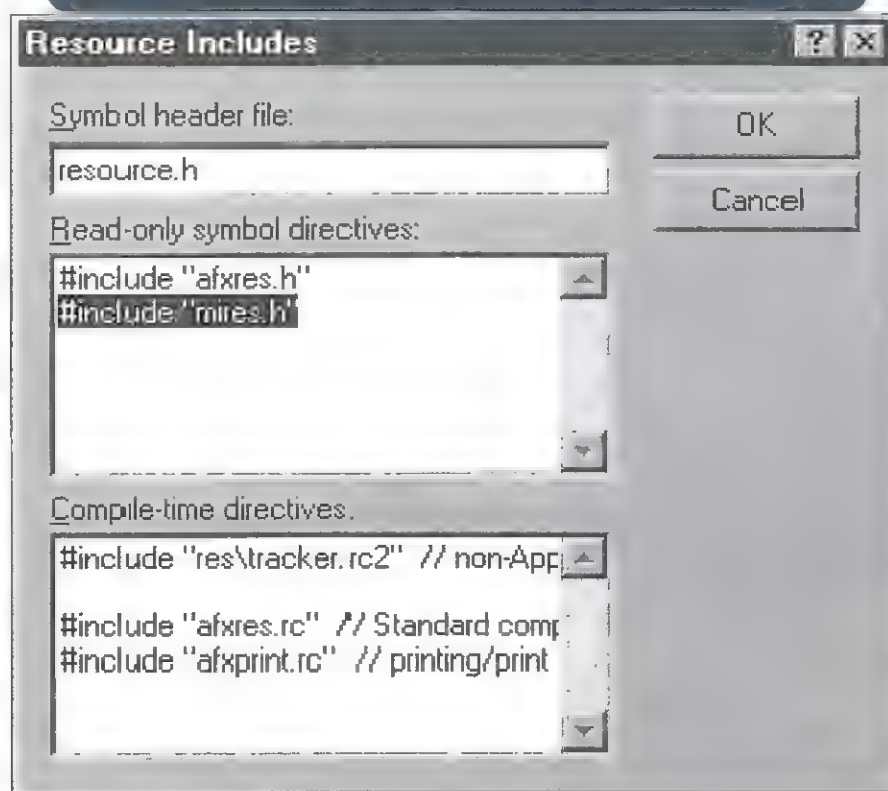 Resource Includes
Symbol header file:
OK
resource.h
Cancel
Read-only symbol directives:
#include "afxres.h"
#include "mires.h"
Compile-time directives.
#include "res\tracker.rc2" // non-App
#include "afxres.rc" // Standard comp
#include "afxprint.rc" // printing/print